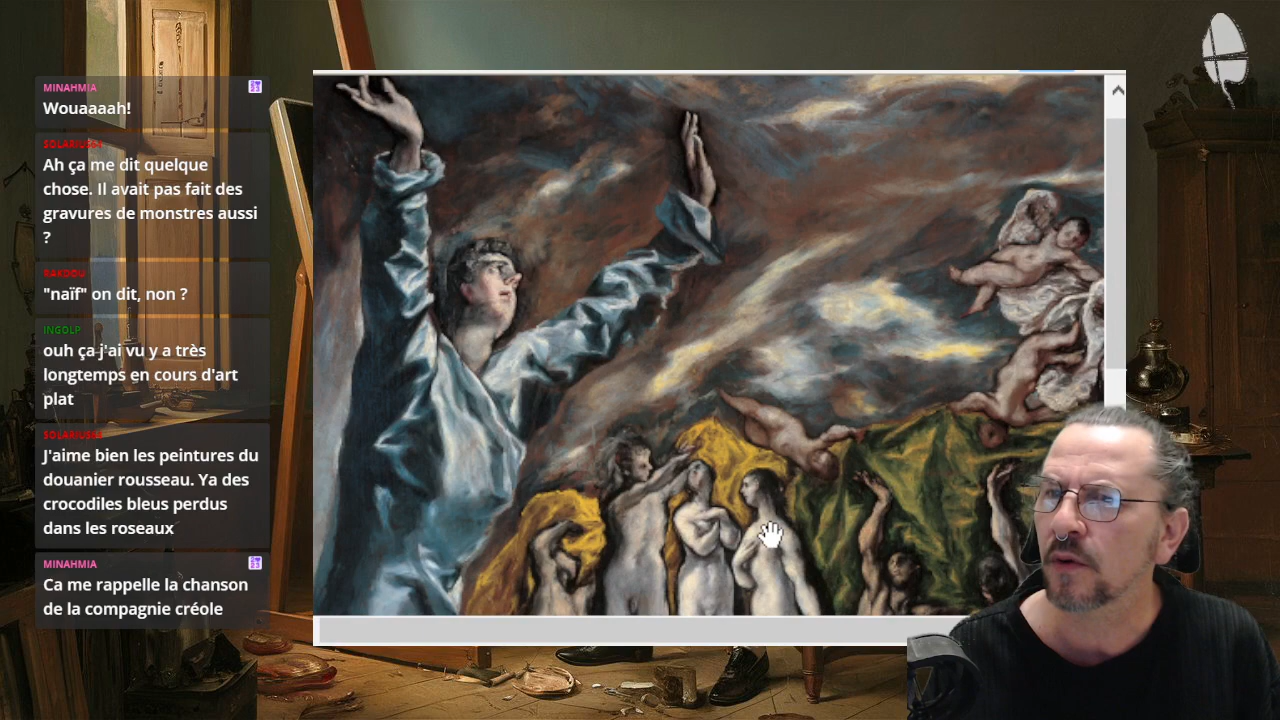 MINAHMIA
Wouaaaah!
SOLARIUS64
Ah ça me dit quelque
chose. Il avait pas fait des
gravures de monstres aussi
?
RAKDOU
"naïf" on dit, non ?
INGOLP
ouh ça j'ai vu y a très
longtemps en cours d'art
plat
J'aime bien les peintures du
douanier rousseau. Ya des
crocodiles bleus perdus
dans les roseaux
MINAHMIA
Ca me rappelle la chanson
de la compagnie créole